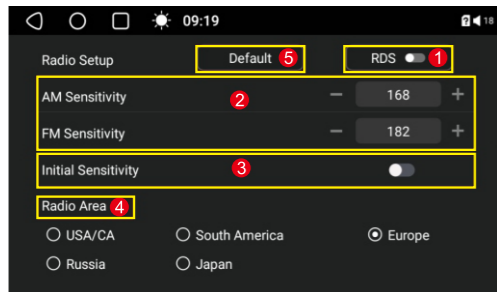 09:19 18
Radio Setup Default 5 RDS 1
AM Sensitivity 2 − 168 +
FM Sensitivity − 182 +
Initial Sensitivity 3
Radio Area 4
USA/CA South America Europe
Russia Japan